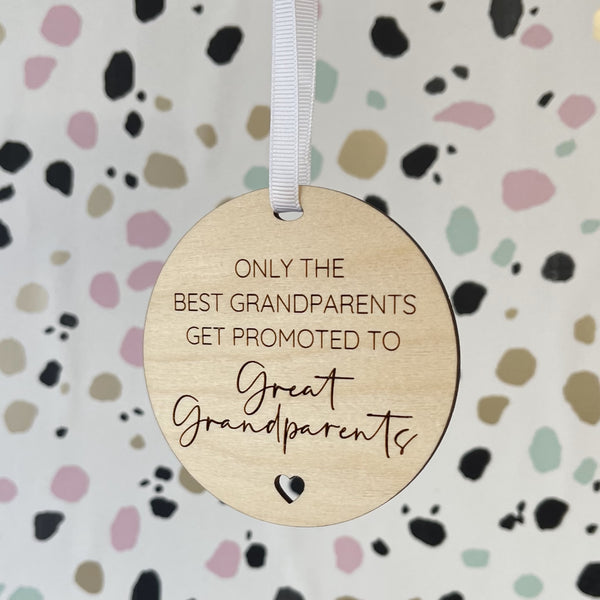 ONLY THE
BEST GRANDPARENTS
GET PROMOTED TO
Great
Grandparents